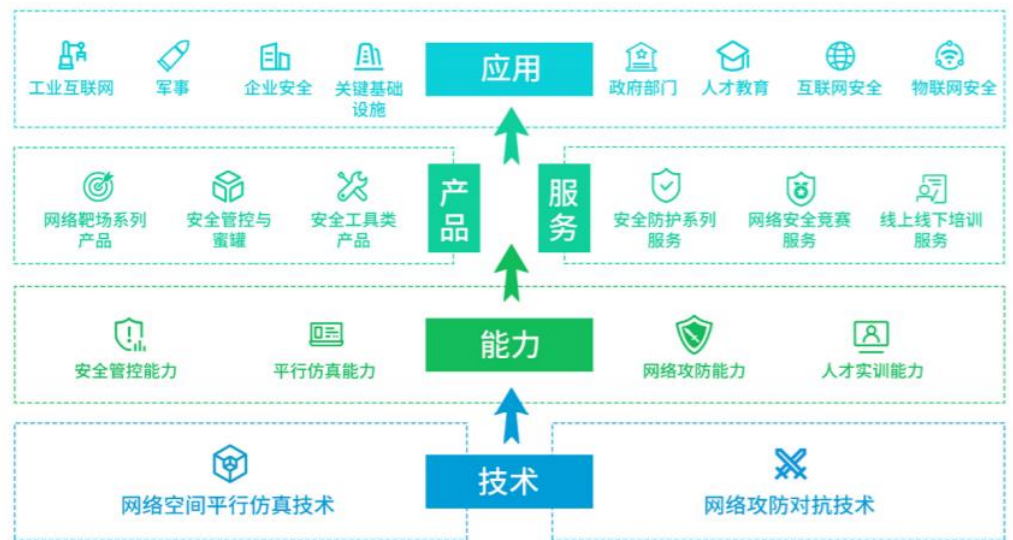 工业互联网
军事
企业安全
关键基础
设施
应用
政府部门
人才教育
互联网安全
物联网安全
网络靶场系列
产品
安全管控与
蜜罐
安全工具类
产品
产品
服务
安全防护系列
服务
网络安全竞赛
服务
线上线下培训
服务
安全管控能力
平行仿真能力
能力
网络攻防能力
人才实训能力
网络空间平行仿真技术
技术
网络攻防对抗技术